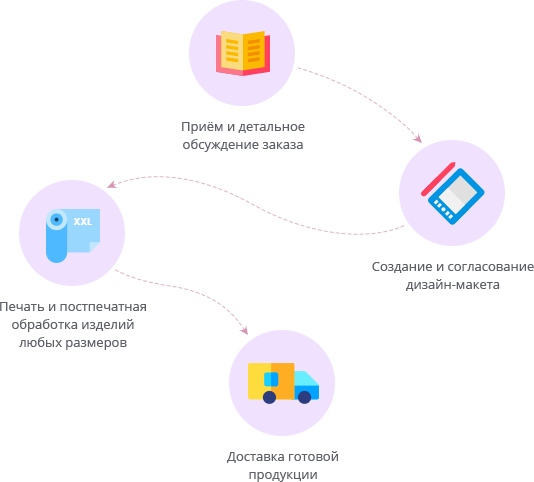 Приём и детальное
обсуждение заказа
Создание и согласование
дизайн-макета
XXL
Печать и постпечатная
обработка изделий
любых размеров
Доставка готовой
продукции